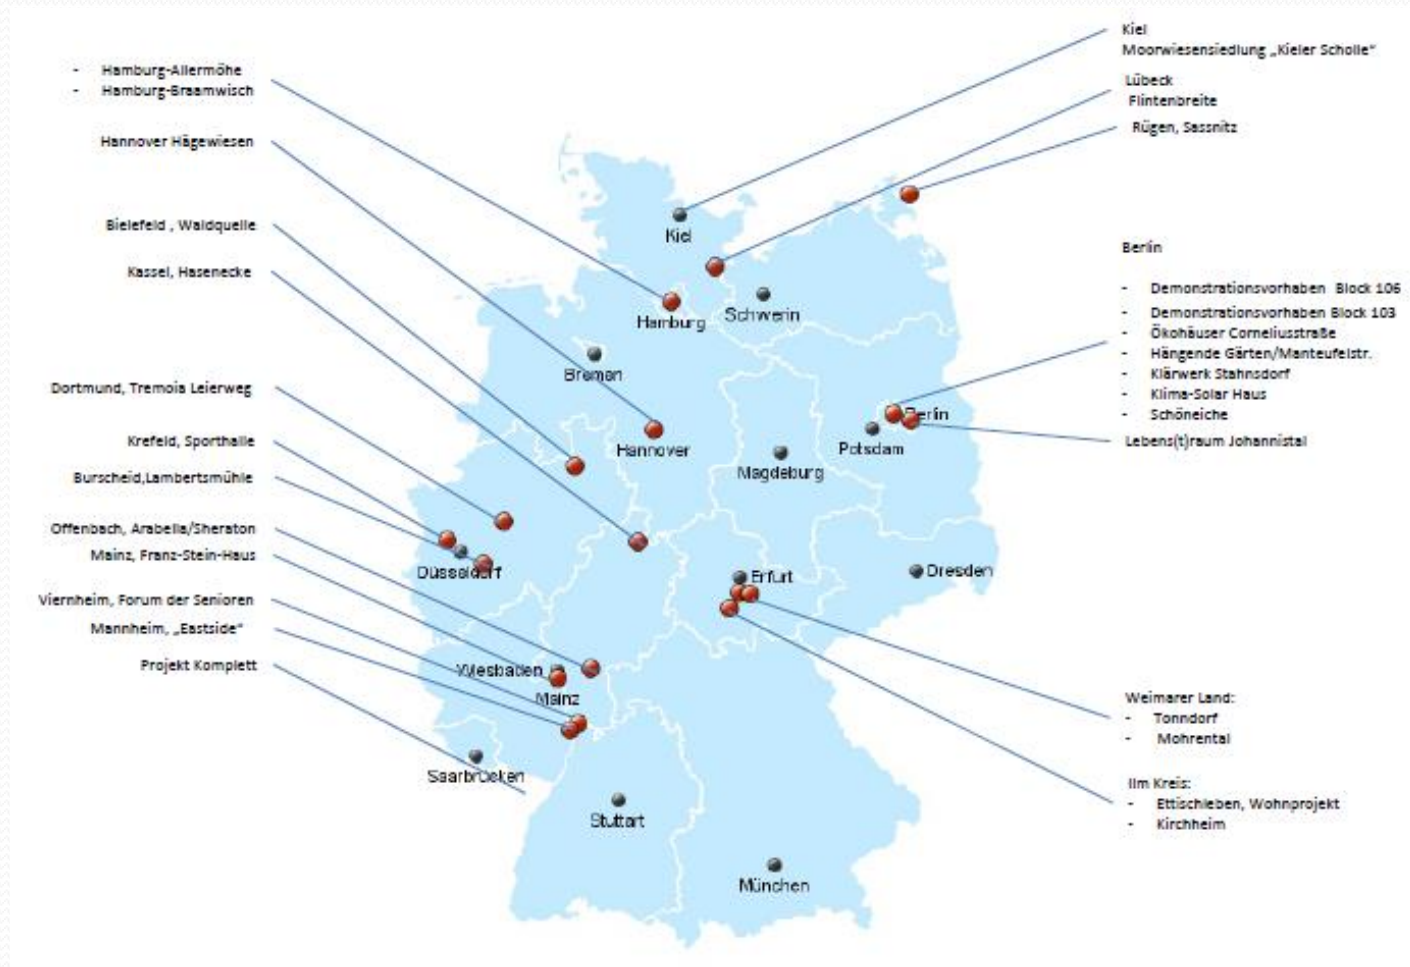 - Hamburg-Allermöhe
- Hamburg-Braamwisch
Hannover Hägewiesen
Bielefeld , Waldquelle
Kassel, Hasenecke
Dortmund, Tremoia Leierweg
Krefeld, Sporthalle
Burscheid,Lambertsmühle
Offenbach, Arabella/Sheraton
Mainz, Franz-Stein-Haus
Viernheim, Forum der Senioren
Mannheim, „Eastside“
Projekt Komplett
Kiel
Hamburg
Schwerin
Bremen
Hannover
Berlin
Potsdam
Magdeburg
Düsseldorf
Erfurt
Dresden
Wiesbaden
Mainz
Saarbrücken
Stuttart
München
Kiel
Moorwiesensiedlung „Kieler Scholle“
Lübeck
Flintenbreite
Rügen, Sassnitz
Berlin
- Demonstrationsvorhaben Block 106
- Demonstrationsvorhaben Block 103
- Ökohäuser Corneliusstraße
- Hängende Gärten/Manteufelstr.
- Klärwerk Stahnsdorf
- Klima-Solar Haus
- Schöneiche
Lebens(t)raum Johannistal
Weimarer Land:
- Tonndorf
- Mohrental
Ilm Kreis:
- Ettischleben, Wohnprojekt
- Kirchheim